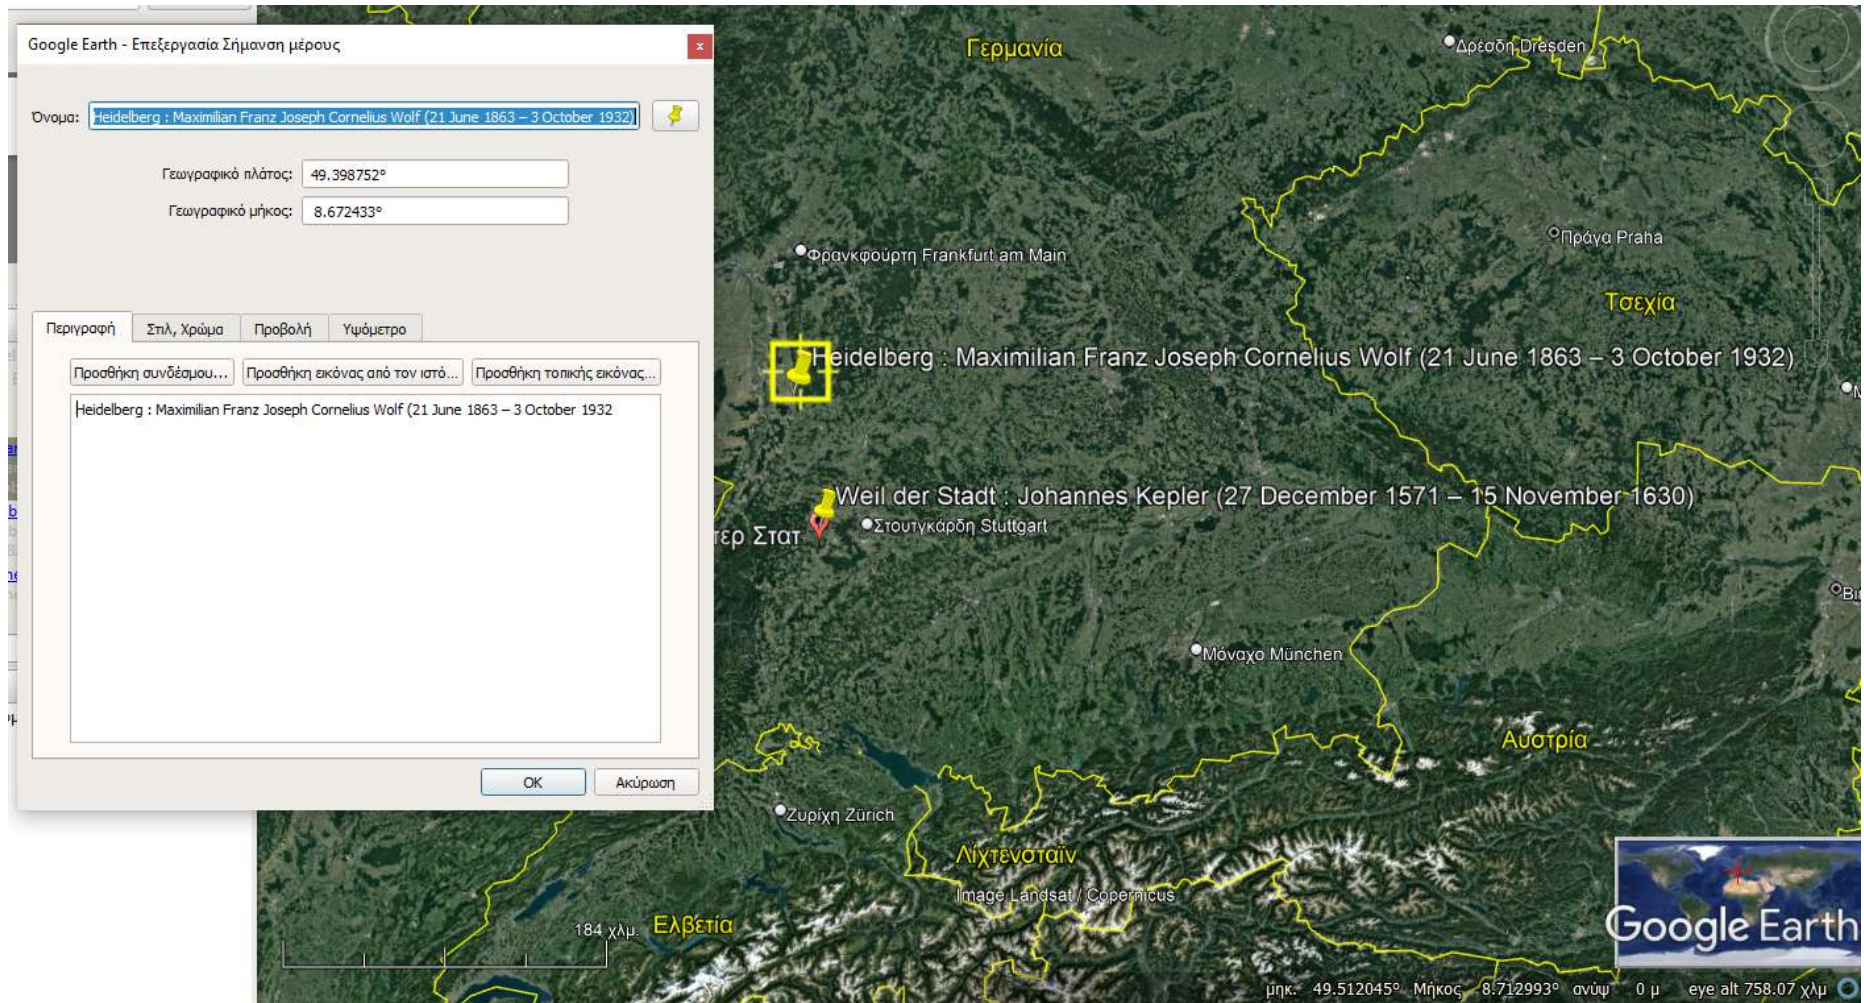 Google Earth - Επεξεργασία Σήμανση μέρους
x
Όνομα: Heidelberg : Maximilian Franz Joseph Cornelius Wolf (21 June 1863 – 3 October 1932)
Γεωγραφικό πλάτος: 49.398752°
Γεωγραφικό μήκος: 8.672433°
Περιγραφή Στιλ, Χρώμα Προβολή Υψόμετρο
Προσθήκη συνδέσμου... Προσθήκη εικόνας από τον ιστό... Προσθήκη τοπικής εικόνας...
Heidelberg : Maximilian Franz Joseph Cornelius Wolf (21 June 1863 – 3 October 1932
OK Ακύρωση
Γερμανία
Δρέσδη Dresden
Πράγα Praha
Φρανκφούρτη Frankfurt am Main
Τσεχία
Heidelberg : Maximilian Franz Joseph Cornelius Wolf (21 June 1863 – 3 October 1932)
Weil der Stadt : Johannes Kepler (27 December 1571 – 15 November 1630)
Στουτγκάρδη Stuttgart
τερ Στατ
Μόναχο München
Αυστρία
Ζυρίχη Zürich
Λίχτενσταϊν
Image Landsat / Copernicus
184 χλμ.
Ελβετία
Google Earth
μηκ. 49.512045° Μήκος 8.712993° ανύψ 0 μ eye alt 758.07 χλμ